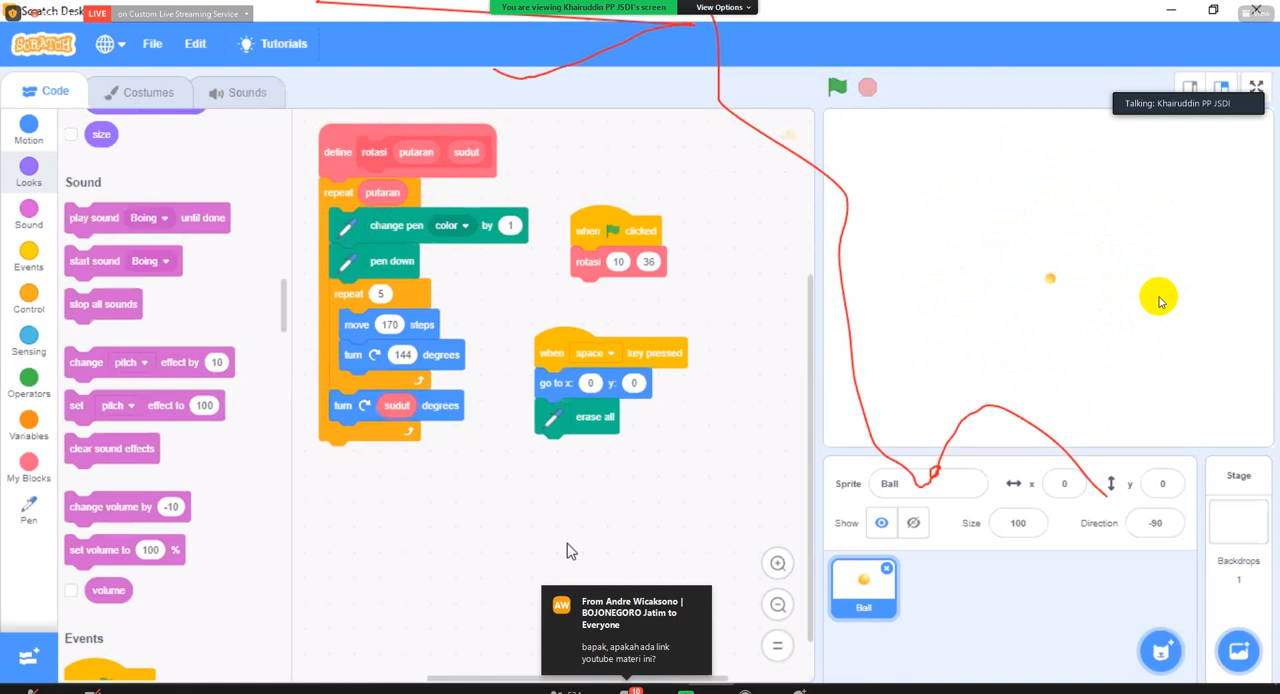 Scratch Desk
LIVE on Custom Live Streaming Service
You are viewing Khairuddin PP JSDI's screen View Options
View
SCRATCH File Edit Tutorials
Code Costumes Sounds
Talking: Khairuddin PP JSDI
Motion
Looks
Sound
Events
Control
Sensing
Operators
Variables
My Blocks
Pen
size
Sound
play sound Boing until done
start sound Boing
stop all sounds
change pitch effect by 10
set pitch effect to 100
clear sound effects
change volume by -10
set volume to 100 %
volume
Events
define rotasi putaran sudut
repeat putaran
change pen color by 1
pen down
repeat 5
move 170 steps
turn 144 degrees
turn sudut degrees
when clicked
rotasi 10 36
when space key pressed
go to x: 0 y: 0
erase all
Sprite Ball x 0 y 0
Show Size 100 Direction -90
Ball
Stage
Backdrops
1
AW
From Andre Wicaksono |
BOJONEGORO Jatim to
Everyone
bapak, apakah ada link
youtube materi ini?
10